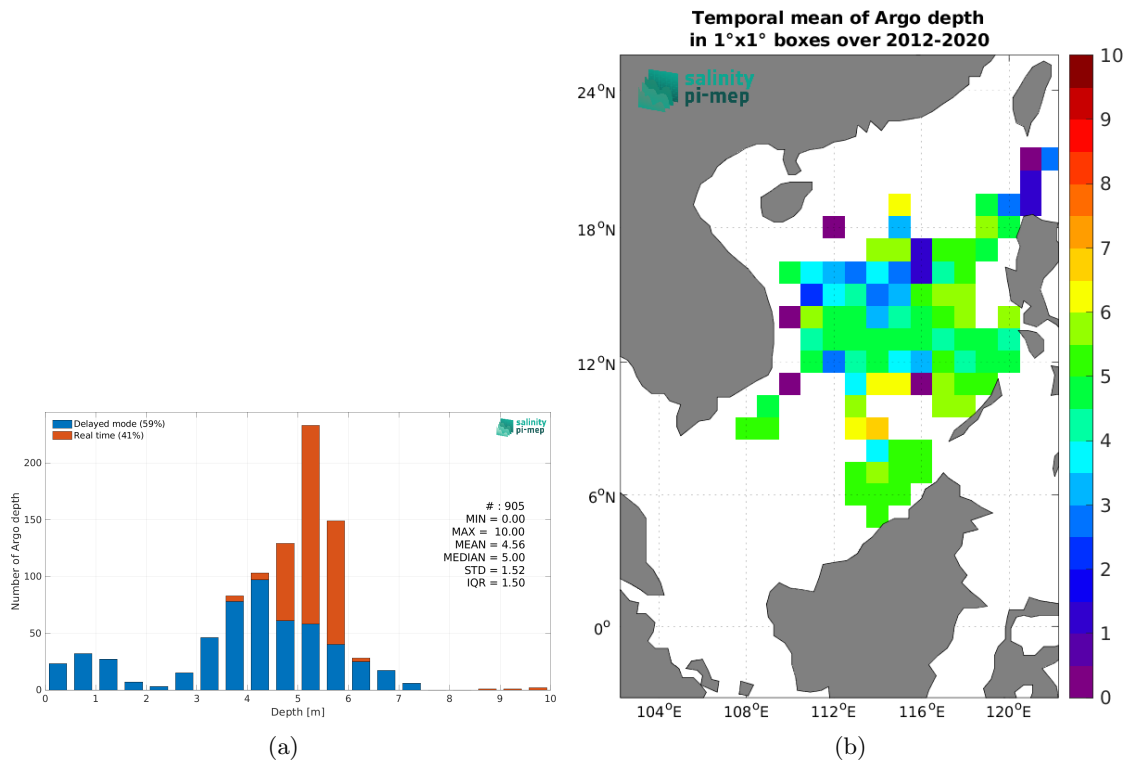 Temporal mean of Argo depth
in 1°x1° boxes over 2012-2020
salinity
pi-mep
24°N
18°N
12°N
6°N
0°
104°E
108°E
112°E
116°E
120°E
10
9
8
7
6
5
4
3
2
1
0
Delayed mode (59%)
Real time (41%)
salinity
pi-mep
# : 905
MIN = 0.00
MAX = 10.00
MEAN = 4.56
MEDIAN = 5.00
STD = 1.52
IQR = 1.50
Number of Argo depth
200
150
100
50
0
0 1 2 3 4 5 6 7 8 9 10
Depth [m]
(a)
(b)